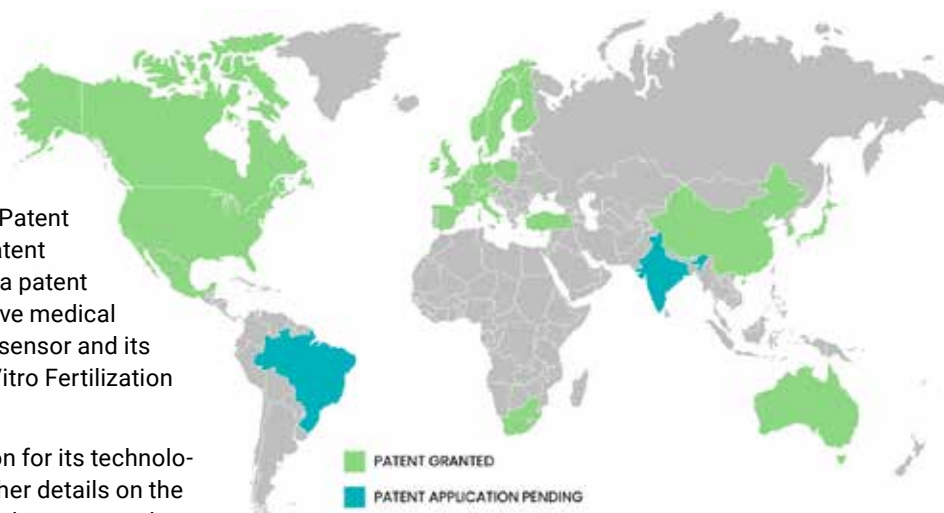 Patent
atent
a patent
ve medical
sensor and its
Vitro Fertilization
on for its technolo-
her details on the
PATENT GRANTED
PATENT APPLICATION PENDING